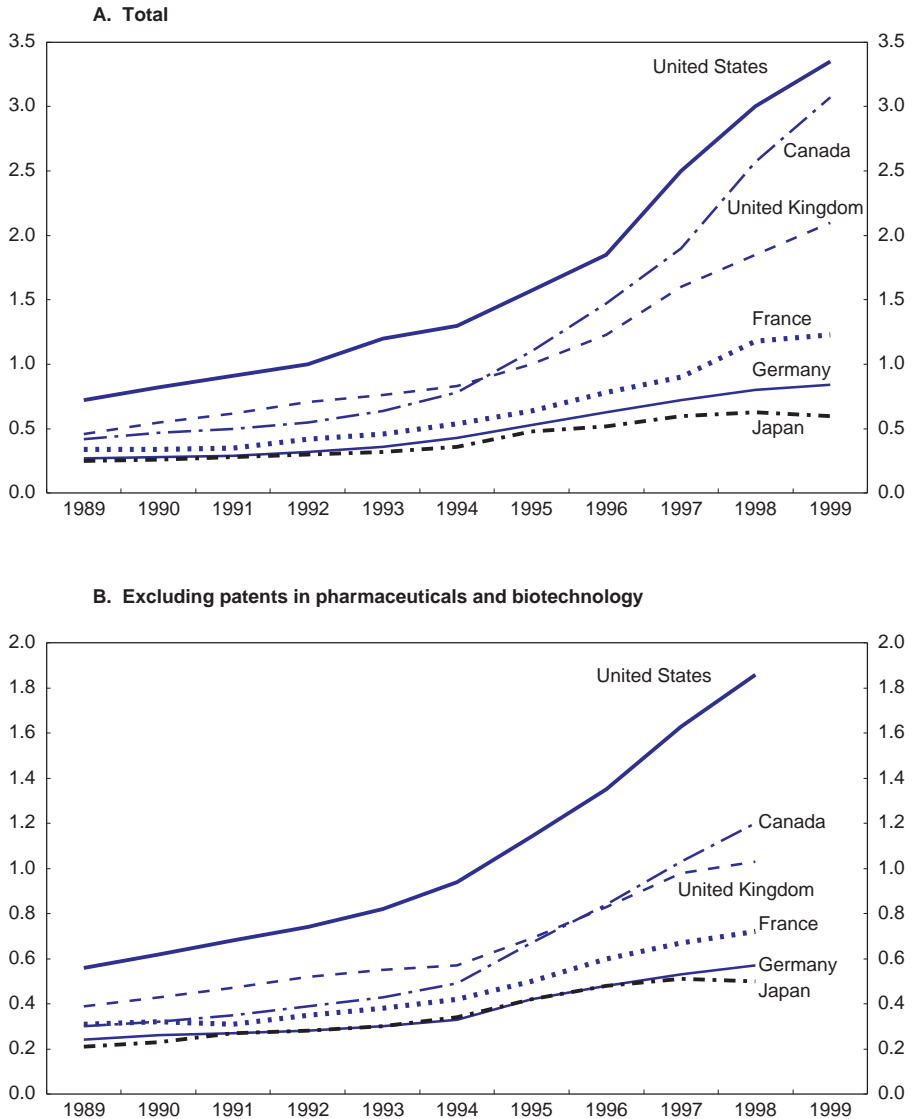 A. Total
3.5 3.5
United States
3.0 3.0
Canada
2.5 2.5
United Kingdom
2.0 2.0
1.5 1.5
France
1.0 1.0
Germany
0.5 0.5
Japan
0.0 0.0
1989 1990 1991 1992 1993 1994 1995 1996 1997 1998 1999
B. Excluding patents in pharmaceuticals and biotechnology
2.0 2.0
United States
1.8 1.8
1.6 1.6
1.4 1.4
1.2 1.2
Canada
1.0 1.0
United Kingdom
0.8 0.8
France
0.6 0.6
Germany
Japan
0.4 0.4
0.2 0.2
0.0 0.0
1989 1990 1991 1992 1993 1994 1995 1996 1997 1998 1999